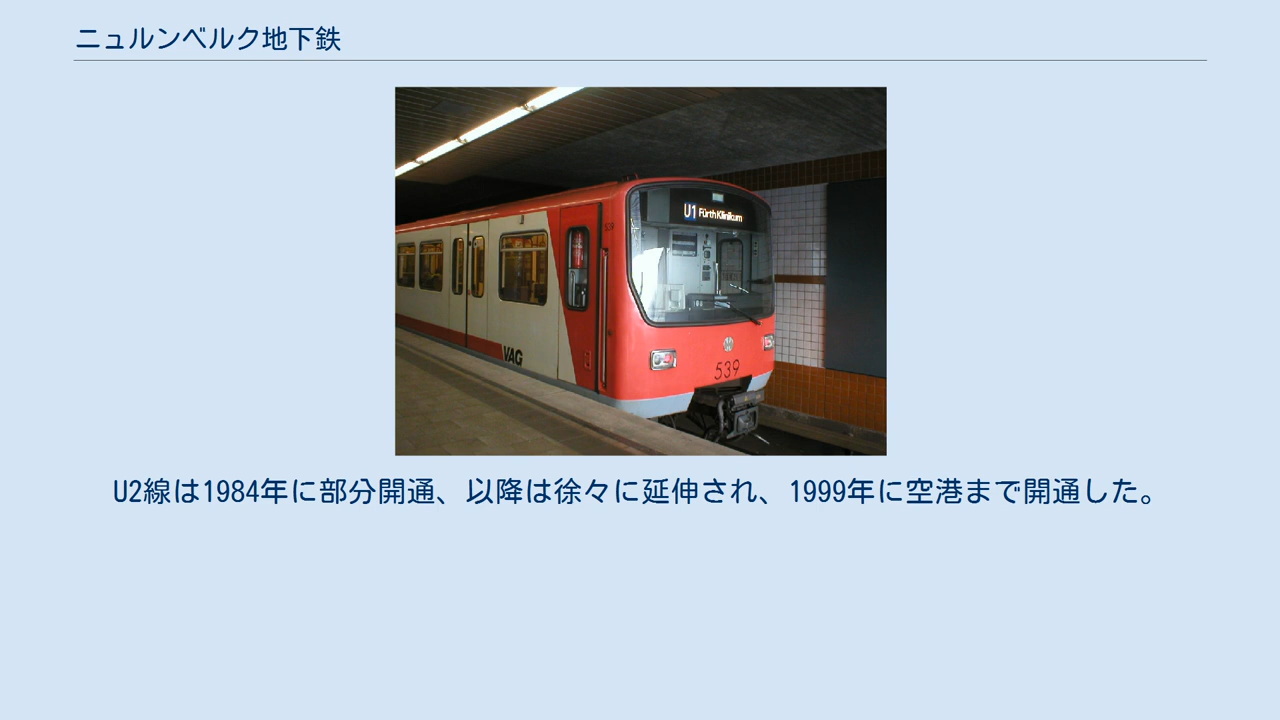 ニュルンベルク地下鉄
U1 Fürth Klinikum
539
VAG
539
U2線は1984年に部分開通、以降は徐々に延伸され、1999年に空港まで開通した。